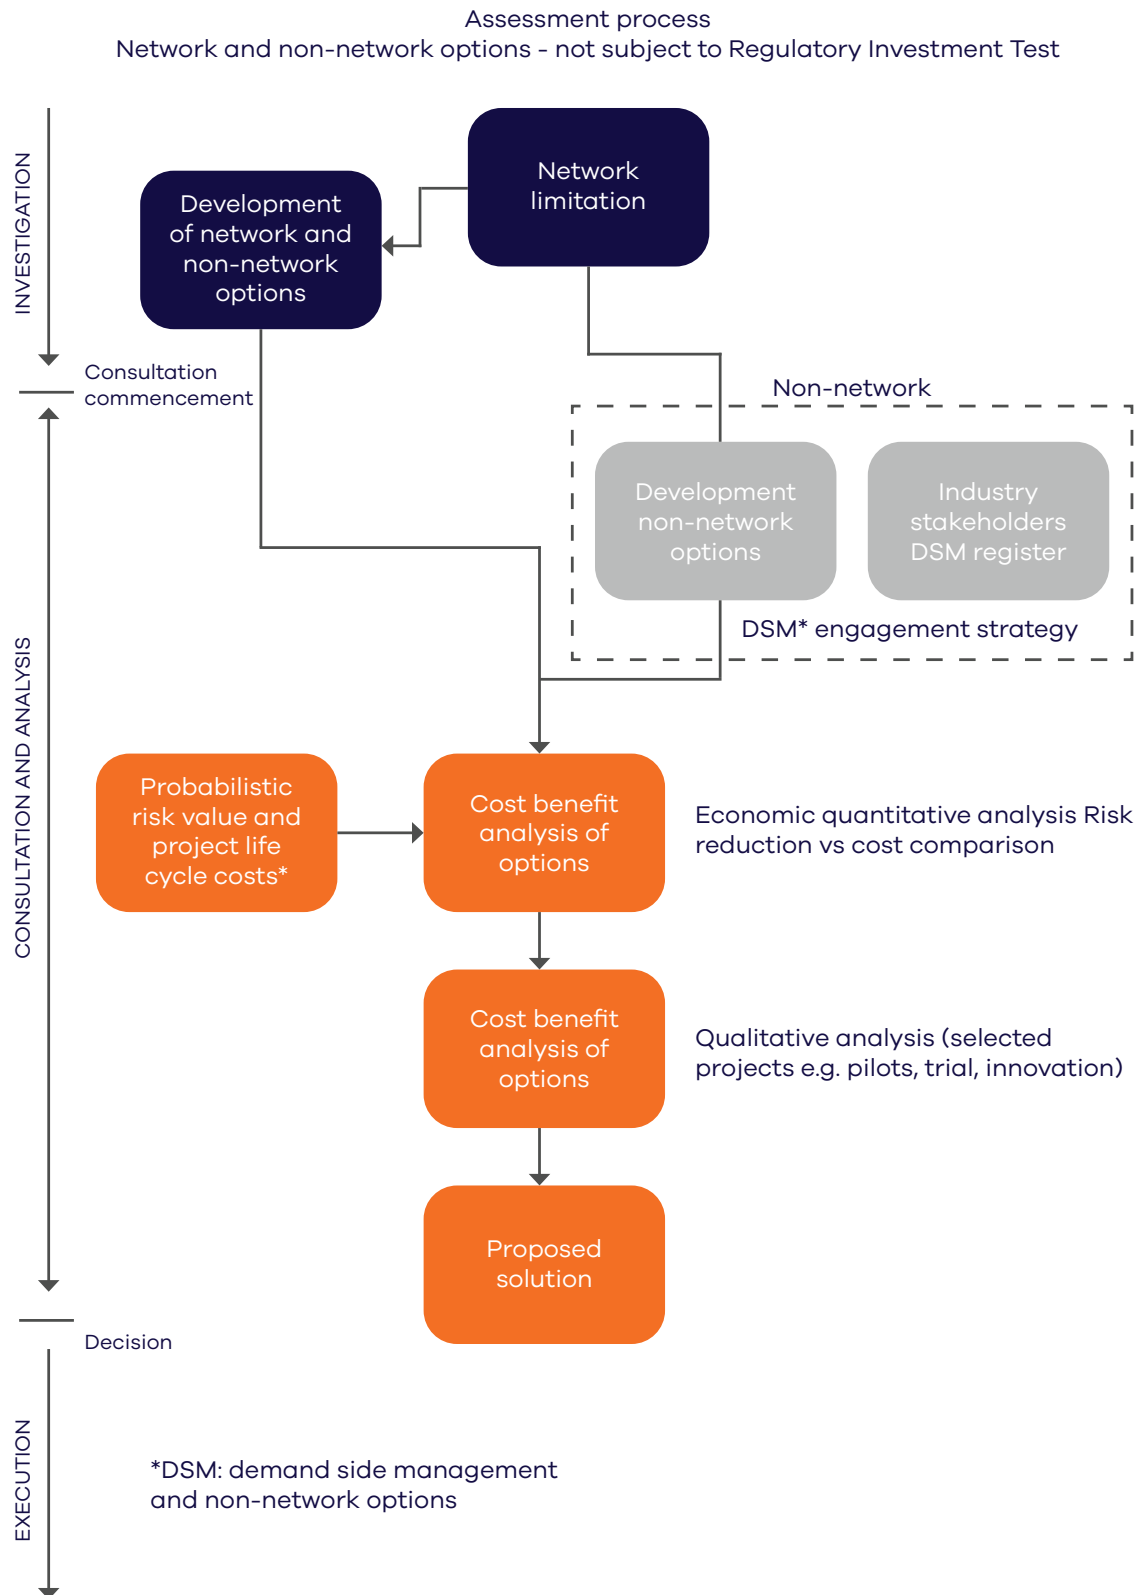 Assessment process
Network and non-network options - not subject to Regulatory Investment Test
INVESTIGATION
Network
limitation
Development
of network and
non-network
options
Consultation
commencement
Non-network
Development
non-network
options
Industry
stakeholders
DSM register
DSM* engagement strategy
CONSULTATION AND ANALYSIS
Probabilistic
risk value and
project life
cycle costs*
Cost benefit
analysis of
options
Economic quantitative analysis Risk
reduction vs cost comparison
Cost benefit
analysis of
options
Qualitative analysis (selected
projects e.g. pilots, trial, innovation)
Proposed
solution
Decision
EXECUTION
*DSM: demand side management
and non-network options